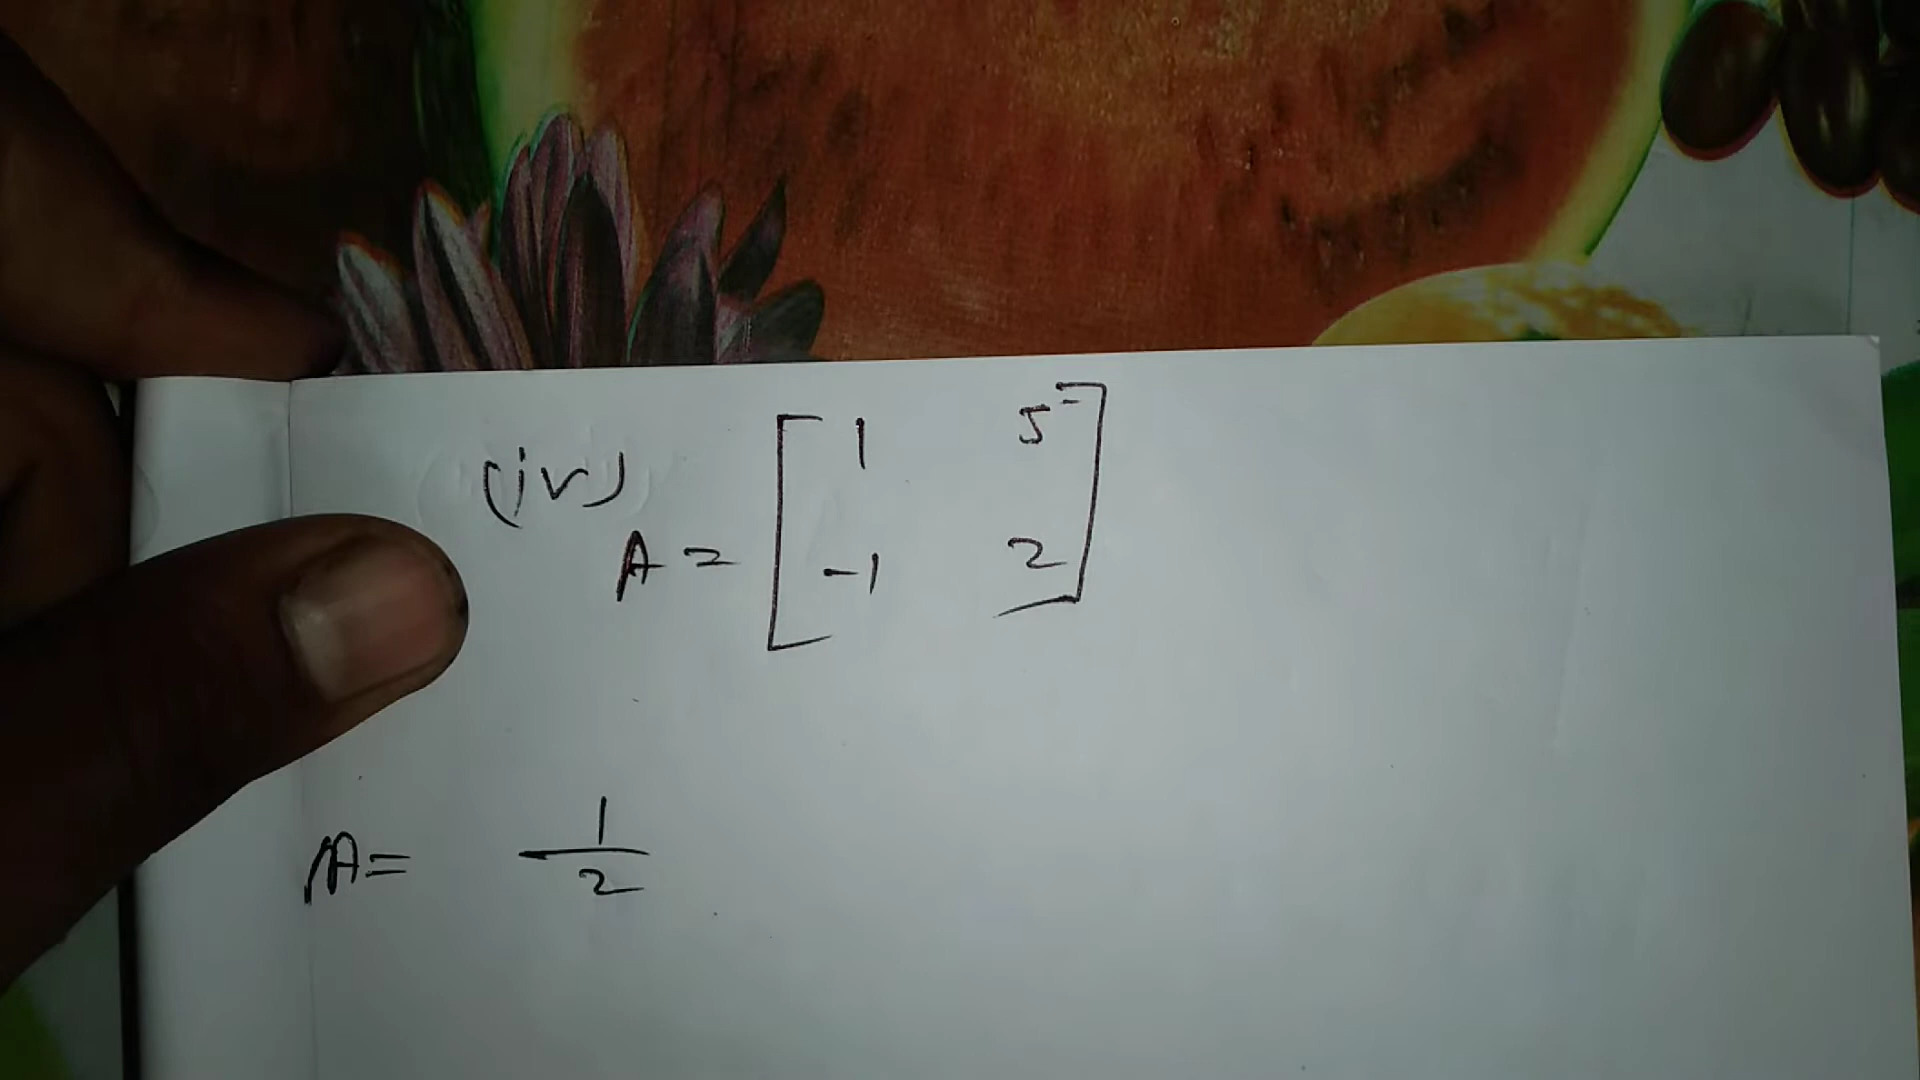 (iv)
A = [ 1 5
-1 2 ]
A = 1/2